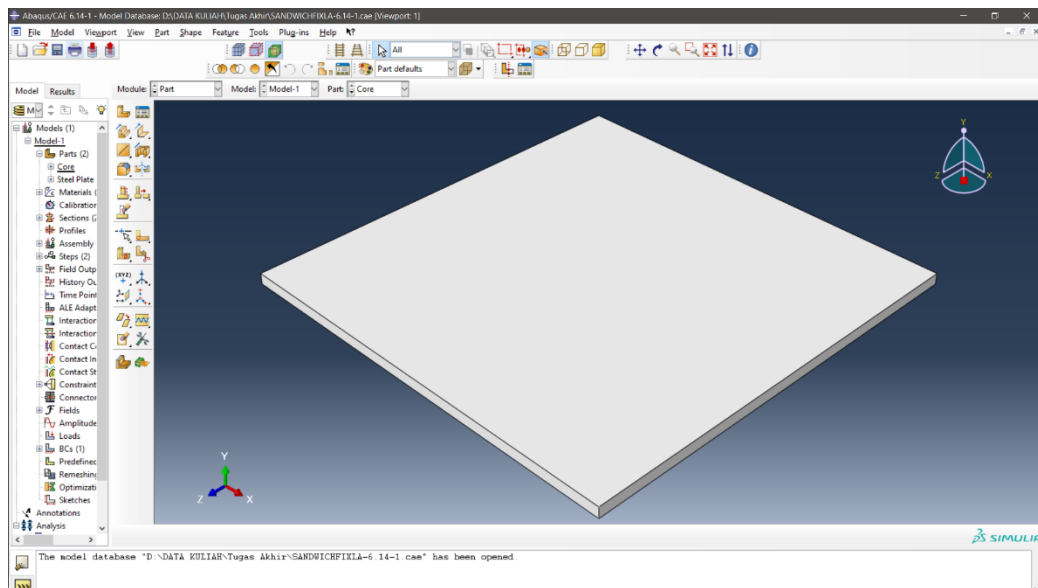 Abaqus/CAE 6.14-1 - Model Database: D:\DATA KULIAH\Tugas Akhir\SANDWICHFIXLA-6.14-1.cae [Viewport: 1]
File Model Viewport View Part Shape Feature Tools Plug-ins Help
All
Part defaults
Model Results Module: Part Model: Model-1 Part: Core
M
Models (1)
Model-1
Parts (2)
Core
Steel Plate
Materials (
Calibration
Sections (2
Profiles
Assembly
Steps (2)
Field Outp
History Ou
Time Point
ALE Adapt
Interaction
Interaction
Contact Co
Contact In
Contact St
Constraint
Connector
Fields
Amplitude
Loads
BCs (1)
Predefined
Remeshing
Optimizati
Sketches
Annotations
Analysis
(XYZ)
Y
Z X
Y
Z X
SIMULIA
The model database "D:\DATA KULIAH\Tugas Akhir\SANDWICHFIXLA-6.14-1.cae" has been opened.
>>>